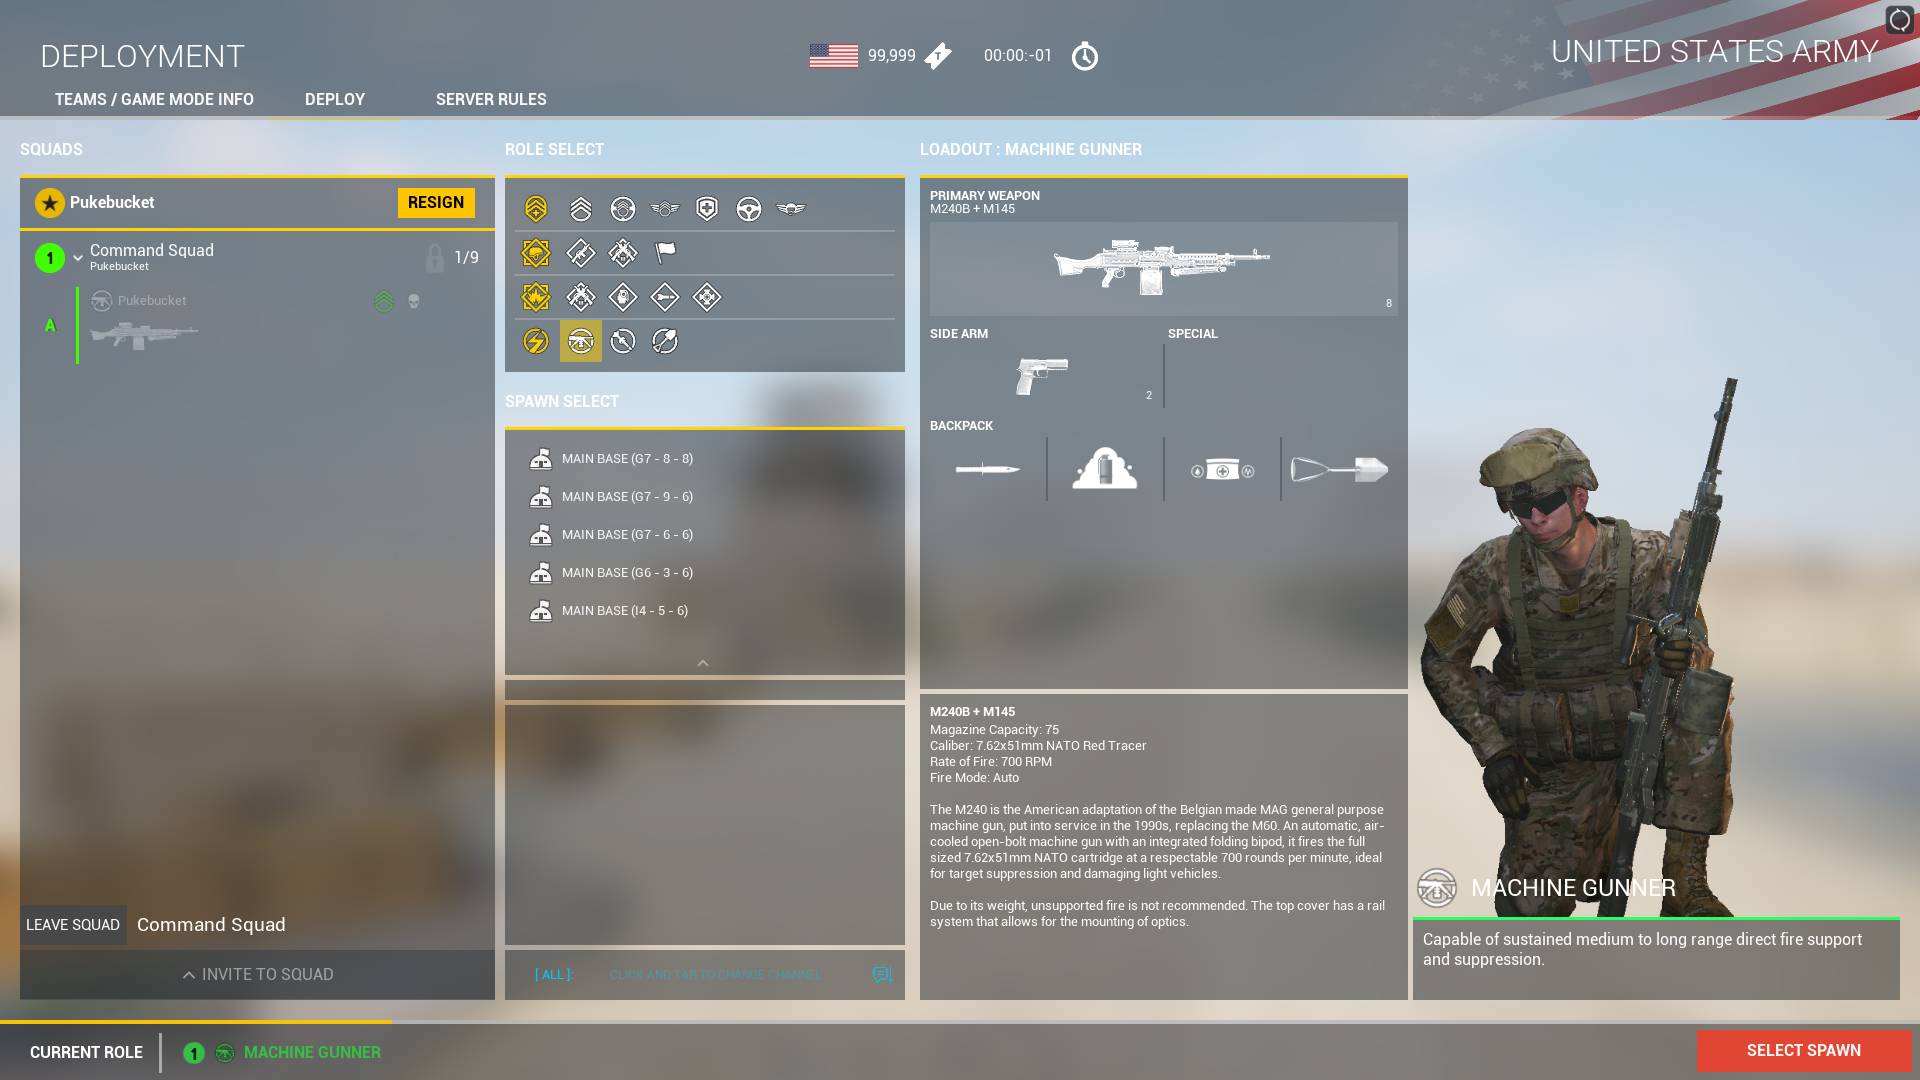 DEPLOYMENT
99,999
00:00:-01
UNITED STATES ARMY
TEAMS / GAME MODE INFO
DEPLOY
SERVER RULES
SQUADS
Pukebucket
RESIGN
1
Command Squad
Pukebucket
1/9
A
Pukebucket
LEAVE SQUAD
Command Squad
INVITE TO SQUAD
ROLE SELECT
SPAWN SELECT
MAIN BASE (G7 - 8 - 8)
MAIN BASE (G7 - 9 - 6)
MAIN BASE (G7 - 6 - 6)
MAIN BASE (G6 - 3 - 6)
MAIN BASE (I4 - 5 - 6)
[ ALL ]:
CLICK AND TAB TO CHANGE CHANNEL
LOADOUT : MACHINE GUNNER
PRIMARY WEAPON
M240B + M145
8
SIDE ARM
SPECIAL
2
BACKPACK
M240B + M145
Magazine Capacity: 75
Caliber: 7.62x51mm NATO Red Tracer
Rate of Fire: 700 RPM
Fire Mode: Auto
The M240 is the American adaptation of the Belgian made MAG general purpose
machine gun, put into service in the 1990s, replacing the M60. An automatic, air-
cooled open-bolt machine gun with an integrated folding bipod, it fires the full
sized 7.62x51mm NATO cartridge at a respectable 700 rounds per minute, ideal
for target suppression and damaging light vehicles.
Due to its weight, unsupported fire is not recommended. The top cover has a rail
system that allows for the mounting of optics.
MACHINE GUNNER
Capable of sustained medium to long range direct fire support
and suppression.
CURRENT ROLE
1
MACHINE GUNNER
SELECT SPAWN